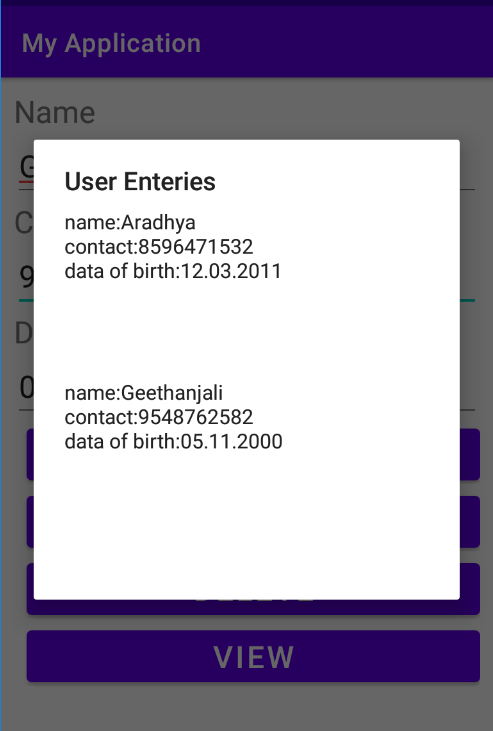 My Application
Name
User Enteries
name:Aradhya
contact:8596471532
data of birth:12.03.2011
name:Geethanjali
contact:9548762582
data of birth:05.11.2000
VIEW